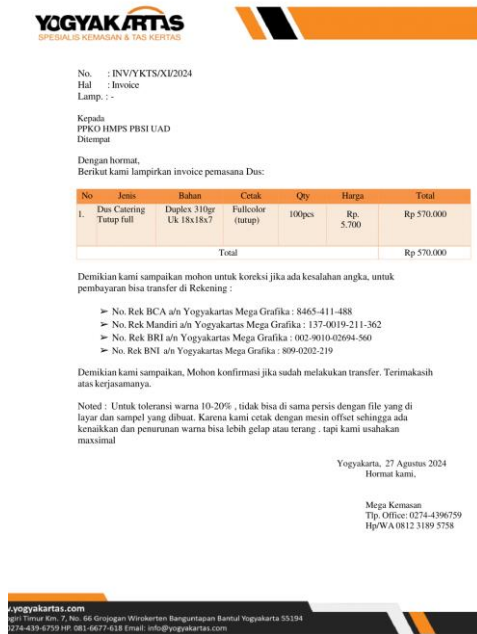 YOGYAKARTAS
SPESIALIS KEMASAN & TAS KERTAS
No. : INV/YKTS/XI/2024
Hal : Invoice
Lamp. : -
Kepada
PPKO HMPS PBSI UAD
Ditempat
Dengan hormat,
Berikut kami lampirkan invoice pemasana Dus:
No Jenis Bahan Cetak Qty Harga Total
1. Dus Catering Tutup full Duplex 310gr Uk 18x18x7 Fullcolor (tutup) 100pcs Rp. 5.700 Rp 570.000
Total Rp 570.000
Demikian kami sampaikan mohon untuk koreksi jika ada kesalahan angka, untuk
pembayaran bisa transfer di Rekening :
➢ No. Rek BCA a/n Yogyakartas Mega Grafika : 8465-411-488
➢ No. Rek Mandiri a/n Yogyakartas Mega Grafika : 137-0019-211-362
➢ No. Rek BRI a/n Yogyakartas Mega Grafika : 002-9010-02694-560
➢ No. Rek BNI a/n Yogyakartas Mega Grafika : 809-0202-219
Demikian kami sampaikan, Mohon konfirmasi jika sudah melakukan transfer. Terimakasih
atas kerjasamanya.
Noted : Untuk toleransi warna 10-20% , tidak bisa di sama persis dengan file yang di
layar dan sampel yang dibuat. Karena kami cetak dengan mesin offset sehingga ada
kenaikkan dan penurunan warna bisa lebih gelap atau terang . tapi kami usahakan
maxsimal
Yogyakarta, 27 Agustus 2024
Hormat kami,
Mega Kemasan
Tlp. Office: 0274-4396759
Hp/WA 0812 3189 5758
.yogyakartas.com
Timur Km. 7, No. 66 Grojogan Wirokerten Banguntapan Bantul Yogyakarta 55194
0274-439-6759 HP. 081-6677-618 Email: info@yogyakartas.com